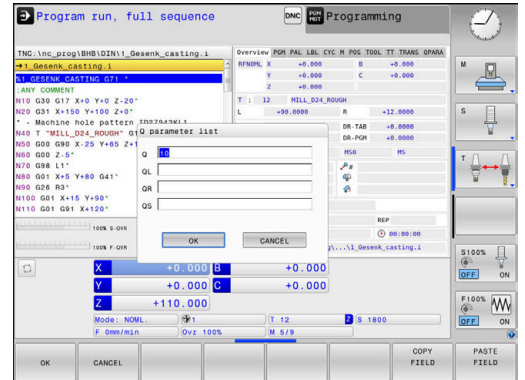 Program run, full sequence
DNC
PGM MGT
Programming
TNC:\nc_prog\BHB\DIN\1_Gesenk_casting.i
→1_Gesenk_casting.i
%1_GESENK_CASTING G71 *
;ANY COMMENT
N10 G30 G17 X+0 Y+0 Z-20*
N20 G31 X+150 Y+100 Z+0*
* - Machine hole pattern ID27943KL1
N40 T "MILL_D24_ROUGH" G1
N50 G00 G90 X-25 Y+65 Z+1
N60 G00 Z-5*
N70 G98 L1*
N80 G01 X+5 Y+80 G41*
N90 G26 R3*
N100 G01 X+15 Y+90*
N110 G01 G91 X+120*
100% S-OVR
100% F-OVR
Overview PGM PAL LBL CYC M POS TOOL TT TRANS QPARA
RFNOML X +0.000 B +0.000
Y +0.000 C +0.000
Z +0.000
T : 12 MILL_D24_ROUGH
L +90.0000 R +12.0000
DR-TAB +0.0000
DR-PGM +0.0000
M50 M5
P#
REP
00:00:00
\...\1_Gesenk_casting.i
Q parameter list
Q 10
QL
QR
QS
OK
CANCEL
X +0.000 B +0.000
Y +0.000 C +0.000
Z +110.000
Mode: NOML. 1 T 12 Z S 1800
F 0mm/min Ovr 100% M 5/9
M
S
T
S100%
OFF ON
F100%
OFF ON
OK
CANCEL
COPY FIELD
PASTE FIELD